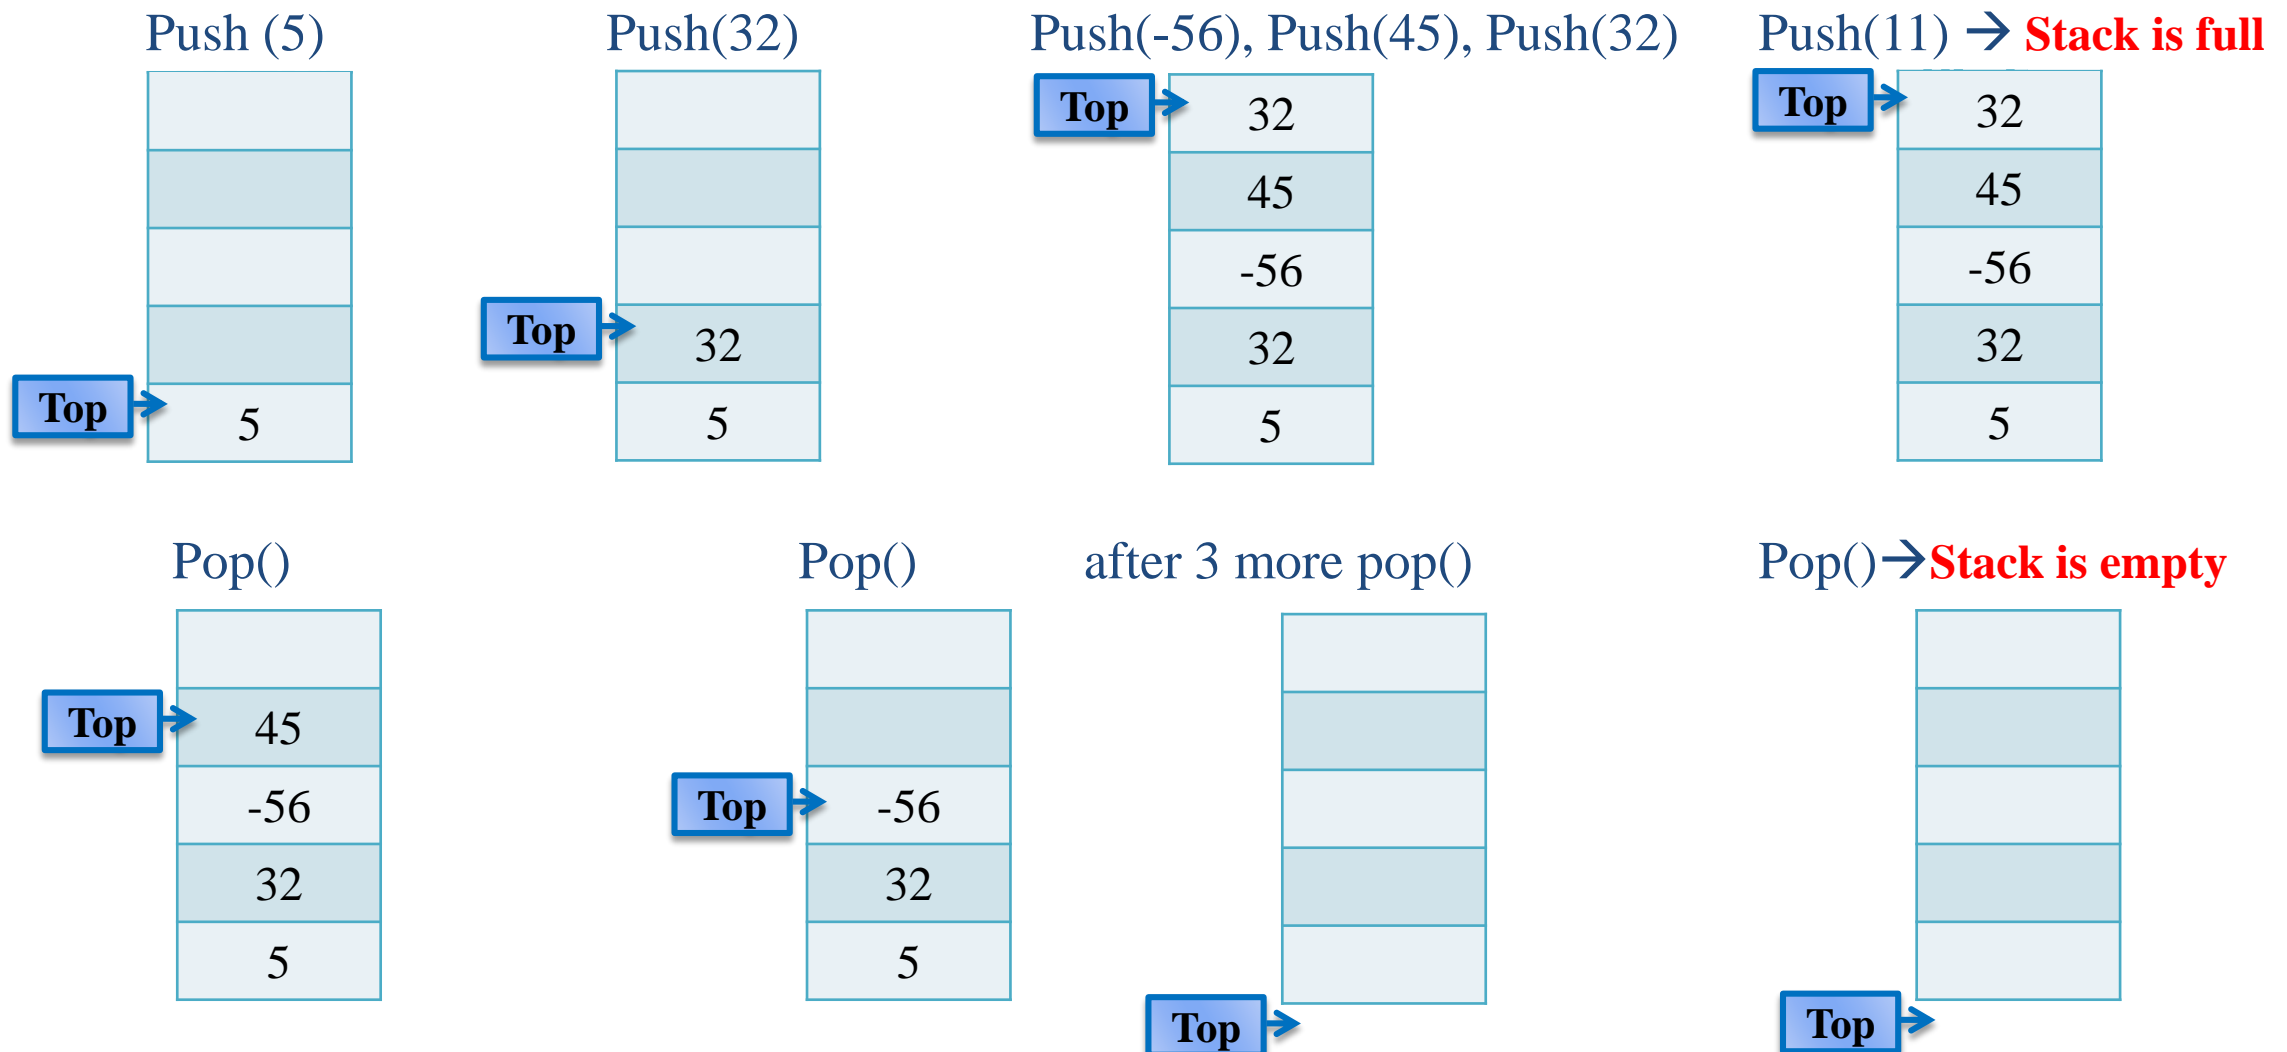 Push (5)
Push(32)
Push(-56), Push(45), Push(32)
Push(11) → Stack is full
Top
5
Top
32
5
Top
32
45
-56
32
5
Top
32
45
-56
32
5
Pop()
Pop()
after 3 more pop()
Pop()→Stack is empty
Top
45
-56
32
5
Top
-56
32
5
Top
Top